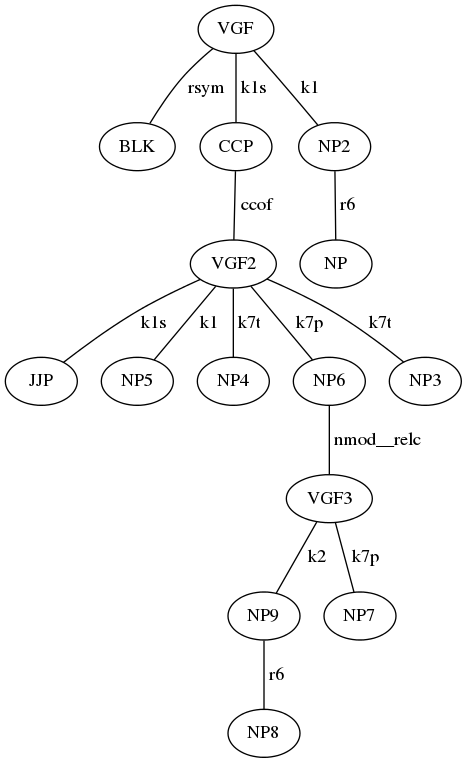 VGF
rsym k1s k1
BLK CCP NP2
ccof r6
VGF2 NP
k1s k1 k7t k7p k7t
JJP NP5 NP4 NP6 NP3
nmod__relc
VGF3
k2 k7p
NP9 NP7
r6
NP8